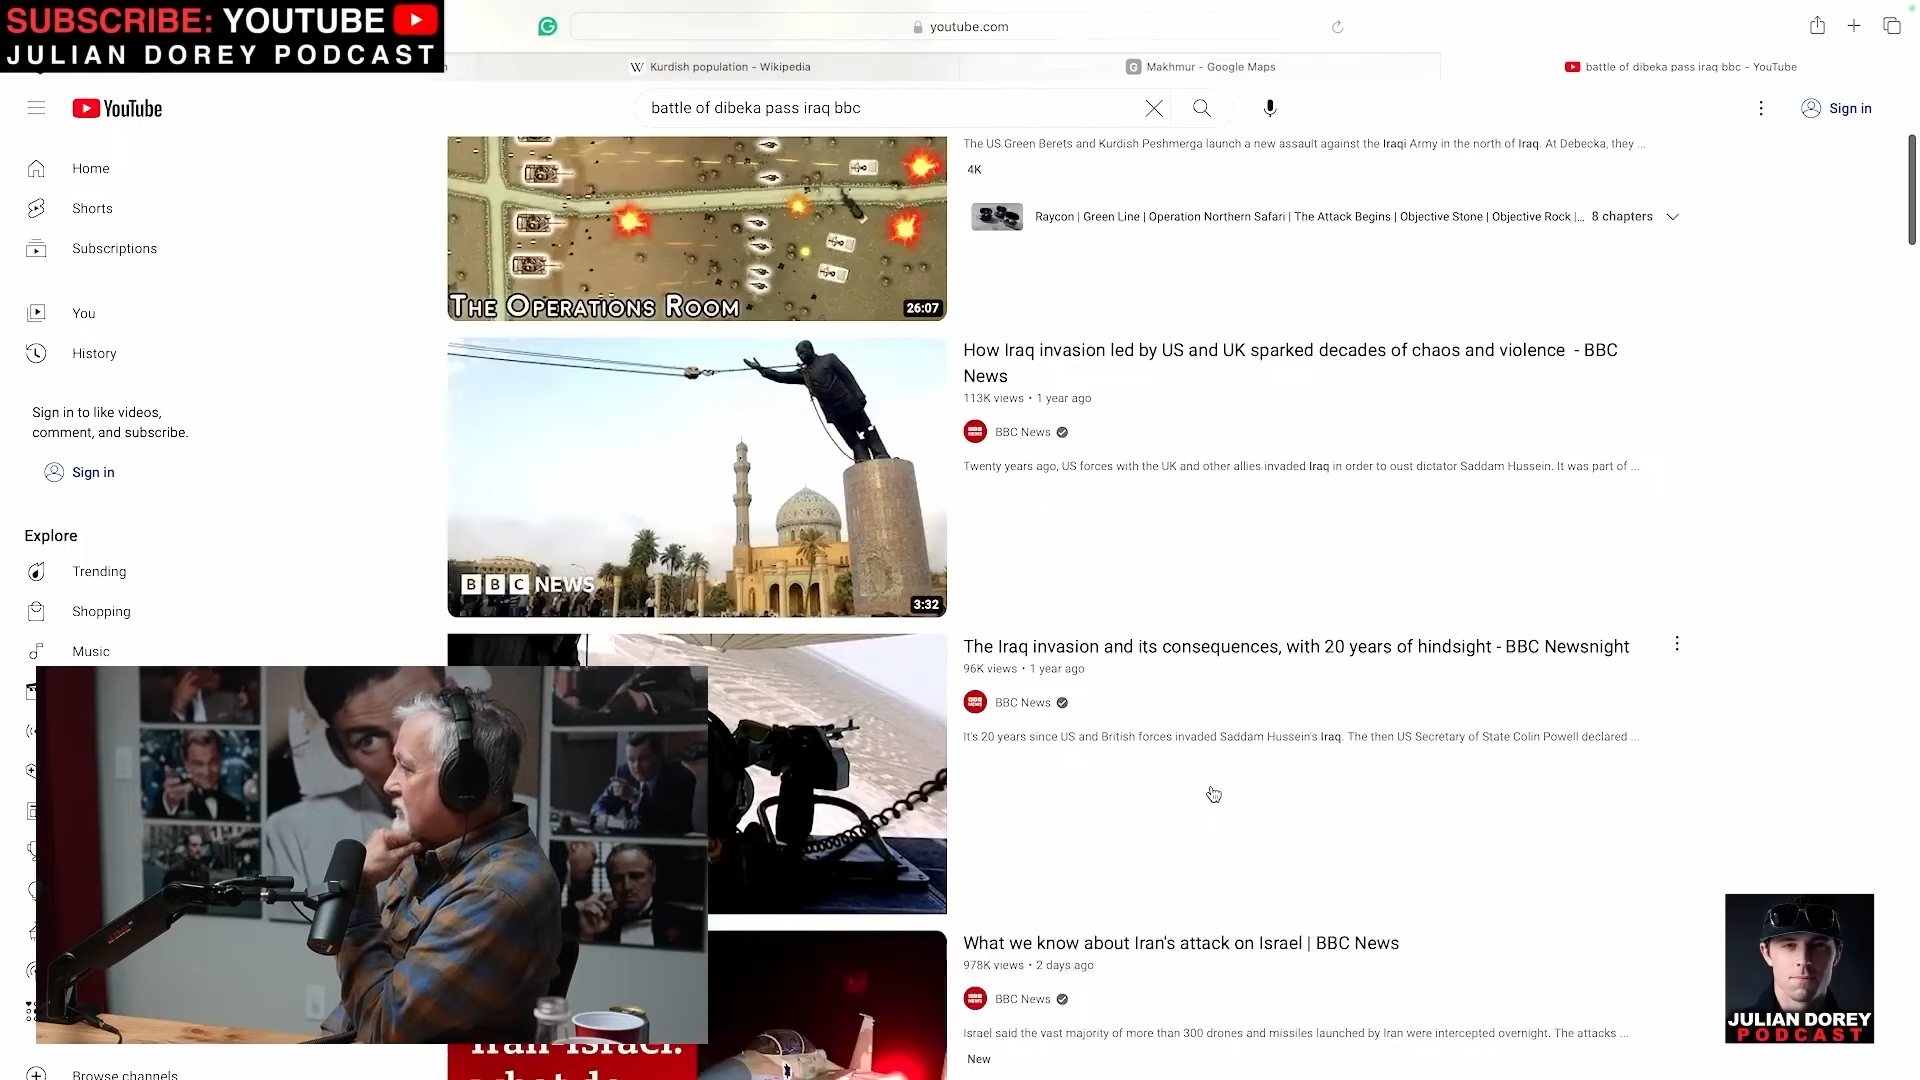 SUBSCRIBE: YOUTUBE
JULIAN DOREY PODCAST
youtube.com
Kurdish population - Wikipedia
Makhmur - Google Maps
battle of dibeka pass iraq bbc - YouTube
YouTube
battle of dibeka pass iraq bbc
Sign in
Home
Shorts
Subscriptions
You
History
Sign in to like videos,
comment, and subscribe.
Sign in
Explore
Trending
Shopping
Music
Browse channels
THE OPERATIONS ROOM
26:07
The US Green Berets and Kurdish Peshmerga launch a new assault against the Iraqi Army in the north of Iraq. At Debecka, they ...
4K
Raycon | Green Line | Operation Northern Safari | The Attack Begins | Objective Stone | Objective Rock |... 8 chapters
BBC NEWS
3:32
How Iraq invasion led by US and UK sparked decades of chaos and violence - BBC
News
113K views • 1 year ago
BBC News
Twenty years ago, US forces with the UK and other allies invaded Iraq in order to oust dictator Saddam Hussein. It was part of ...
The Iraq invasion and its consequences, with 20 years of hindsight - BBC Newsnight
96K views • 1 year ago
BBC News
It's 20 years since US and British forces invaded Saddam Hussein's Iraq. The then US Secretary of State Colin Powell declared ...
What we know about Iran's attack on Israel | BBC News
978K views • 2 days ago
BBC News
Israel said the vast majority of more than 300 drones and missiles launched by Iran were intercepted overnight. The attacks ...
New
Iran-Israel:
JULIAN DOREY
PODCAST